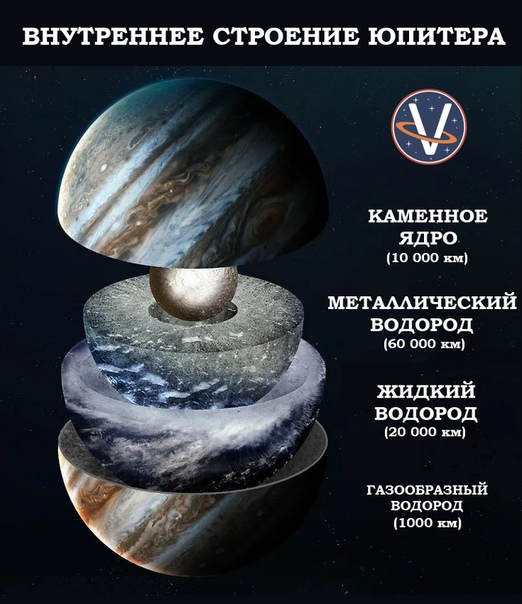 ВНУТРЕННЕЕ СТРОЕНИЕ ЮПИТЕРА
V
КАМЕННОЕ
ЯДРО
(10 000 км)
МЕТАЛЛИЧЕСКИЙ
ВОДОРОД
(60 000 км)
ЖИДКИЙ
ВОДОРОД
(20 000 км)
ГАЗООБРАЗНЫЙ
ВОДОРОД
(1000 км)